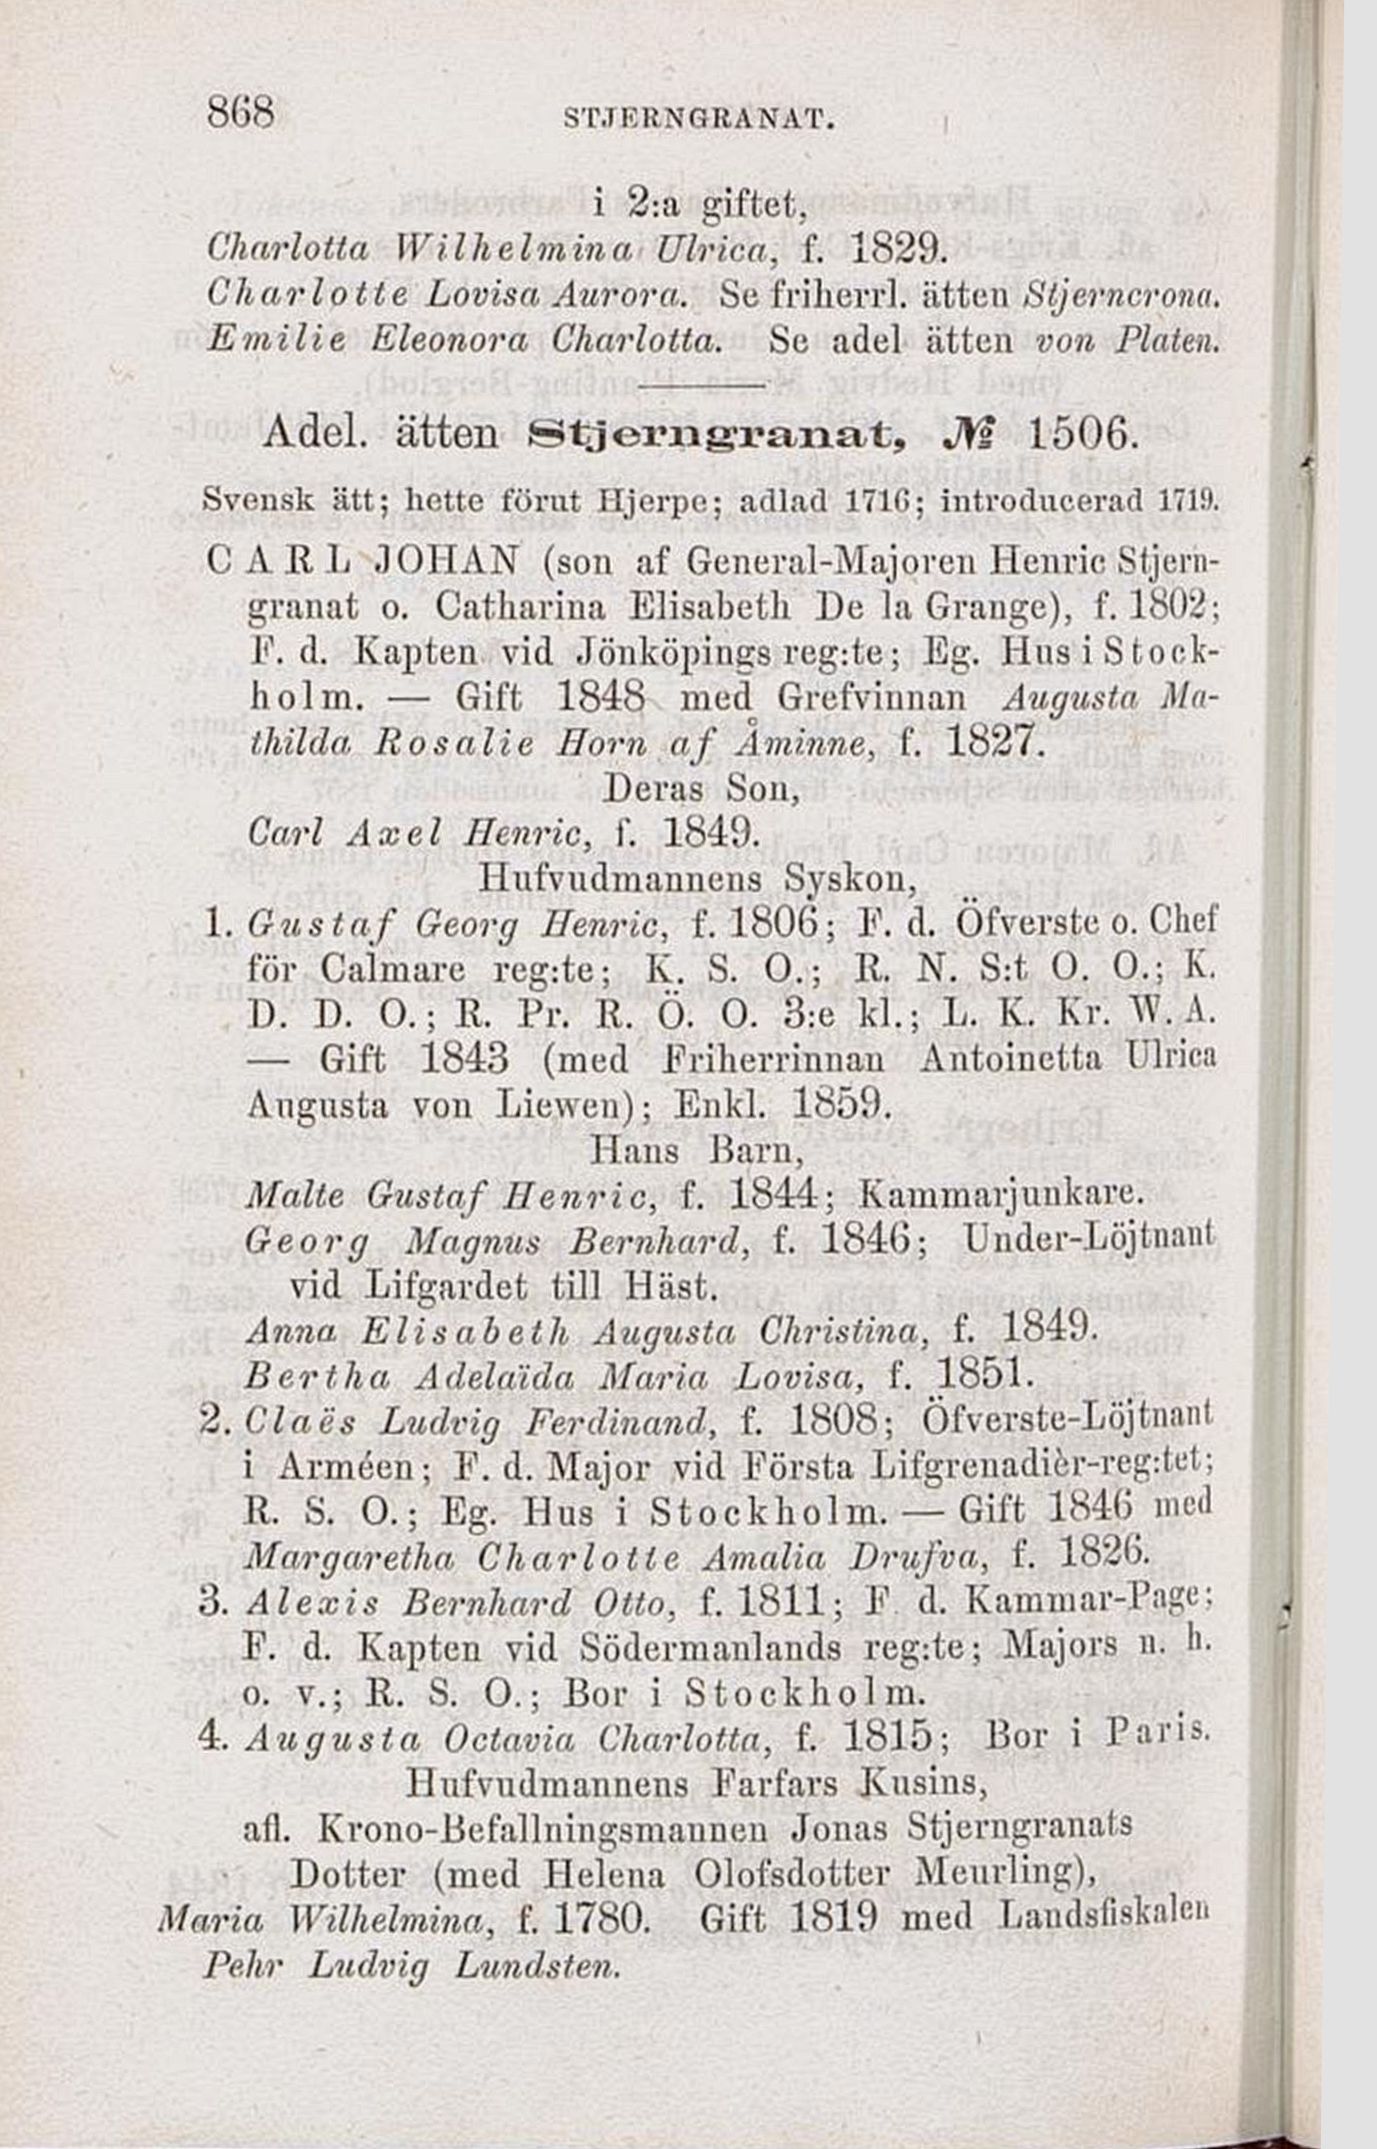 868 STJERNGRANAT.
i 2:a giftet,
Charlotta Wilhelmina Ulrica, f. 1829.
Charlotte Lovisa Aurora. Se friherrl. ätten Stjerncrona.
Emilie Eleonora Charlotta. Se adel ätten von Platen.
Adel. ätten Stjerngranat, № 1506.
Svensk ätt; hette förut Hjerpe; adlad 1716; introducerad 1719.
CARL JOHAN (son af General-Majoren Henric Stjern-
granat o. Catharina Elisabeth De la Grange), f. 1802;
F. d. Kapten vid Jönköpings reg:te; Eg. Hus i Stock-
holm. — Gift 1848 med Grefvinnan Augusta Ma-
thilda Rosalie Horn af Åminne, f. 1827.
Deras Son,
Carl Axel Henric, f. 1849.
Hufvudmannens Syskon,
1. Gustaf Georg Henric, f. 1806; F. d. Öfverste o. Chef
för Calmare reg:te; K. S. O.; R. N. S:t O. O.; K.
D. D. O.; R. Pr. R. Ö. O. 3:e kl.; L. K. Kr. W. A.
— Gift 1843 (med Friherrinnan Antoinetta Ulrica
Augusta von Liewen); Enkl. 1859.
Hans Barn,
Malte Gustaf Henric, f. 1844; Kammarjunkare.
Georg Magnus Bernhard, f. 1846; Under-Löjtnant
vid Lifgardet till Häst.
Anna Elisabeth Augusta Christina, f. 1849.
Bertha Adelaïda Maria Lovisa, f. 1851.
2. Claës Ludvig Ferdinand, f. 1808; Öfverste-Löjtnant
i Arméen; F. d. Major vid Första Lifgrenadièr-reg:tet;
R. S. O.; Eg. Hus i Stockholm. — Gift 1846 med
Margaretha Charlotte Amalia Drufva, f. 1826.
3. Alexis Bernhard Otto, f. 1811; F d. Kammar-Page;
F. d. Kapten vid Södermanlands reg:te; Majors n. h.
o. v.; R. S. O.; Bor i Stockholm.
4. Augusta Octavia Charlotta, f. 1815; Bor i Paris.
Hufvudmannens Farfars Kusins,
afl. Krono-Befallningsmannen Jonas Stjerngranats
Dotter (med Helena Olofsdotter Meurling),
Maria Wilhelmina, f. 1780. Gift 1819 med Landsfiskalen
Pehr Ludvig Lundsten.